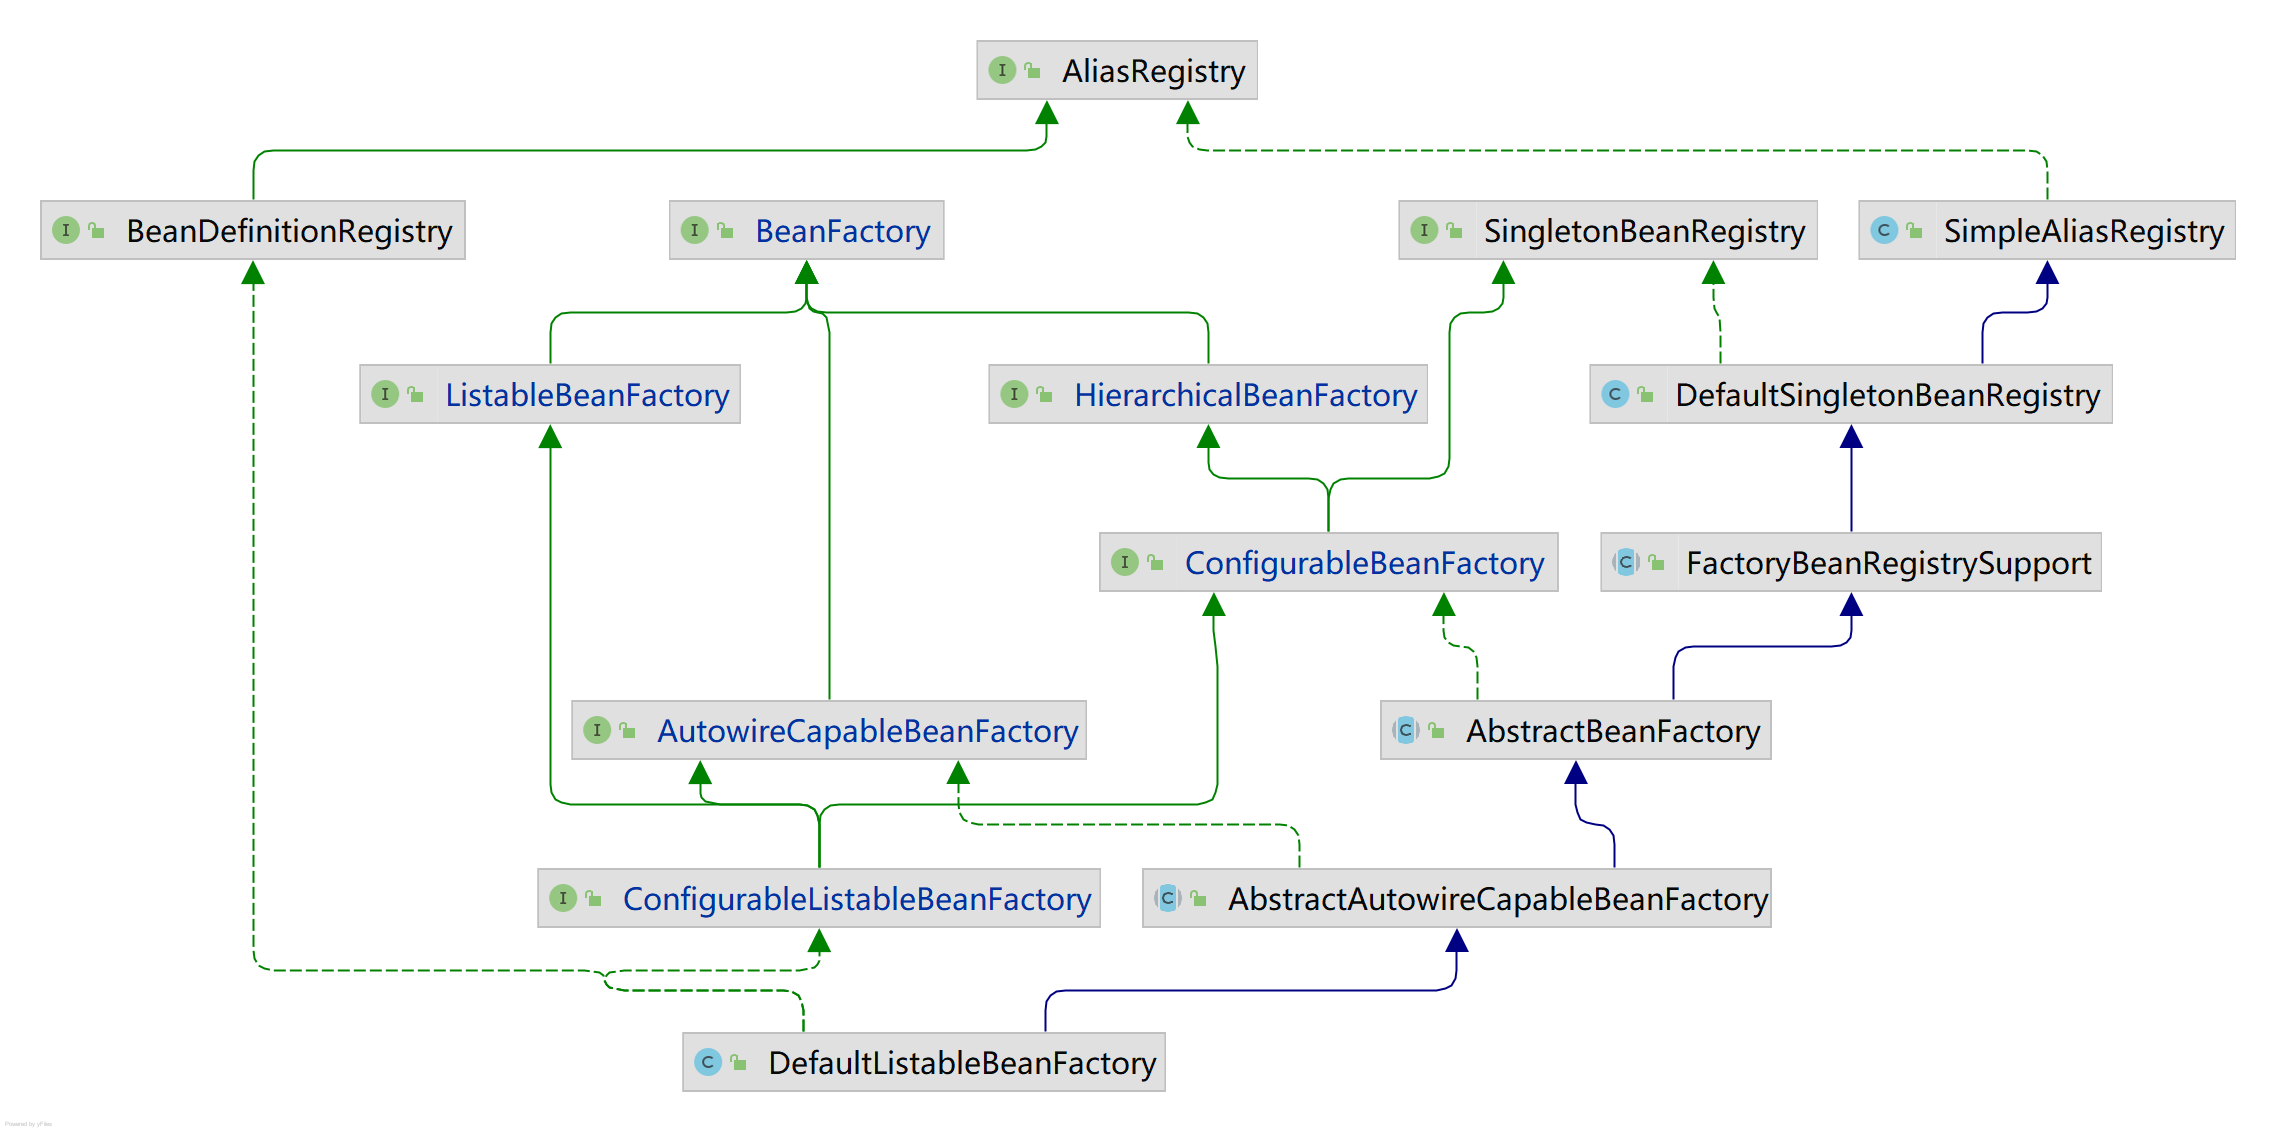 AliasRegistry
BeanDefinitionRegistry
BeanFactory
SingletonBeanRegistry
SimpleAliasRegistry
ListableBeanFactory
HierarchicalBeanFactory
DefaultSingletonBeanRegistry
ConfigurableBeanFactory
FactoryBeanRegistrySupport
AutowireCapableBeanFactory
AbstractBeanFactory
ConfigurableListableBeanFactory
AbstractAutowireCapableBeanFactory
DefaultListableBeanFactory
Powered by yFiles